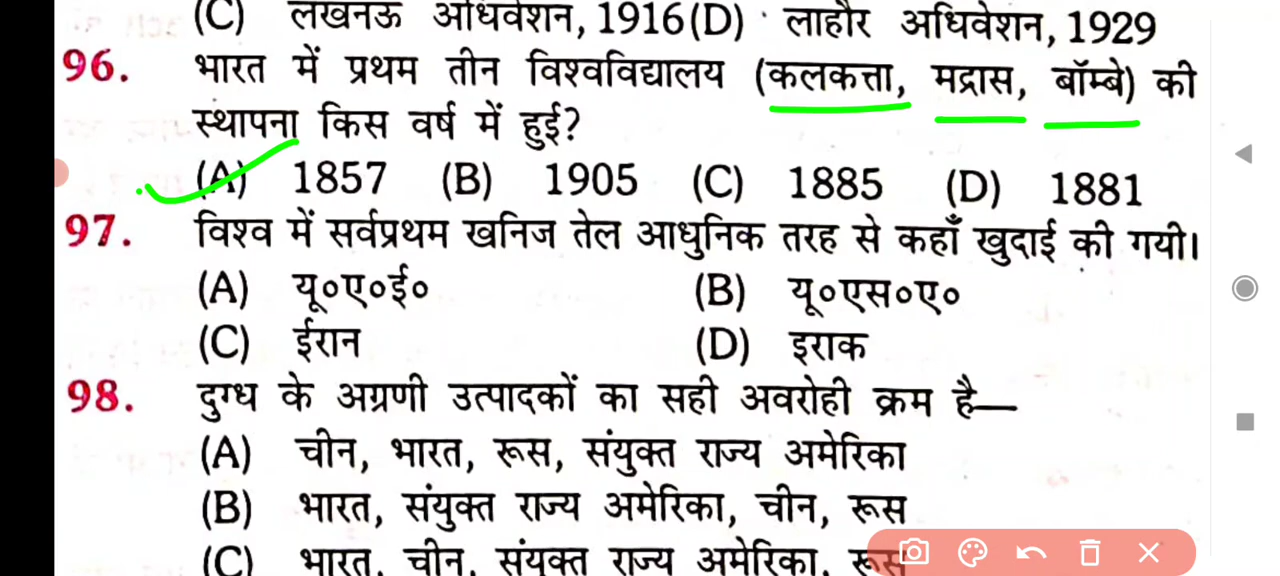 (C) लखनऊ अधिवेशन, 1916 (D) लाहौर अधिवेशन, 1929
96. भारत में प्रथम तीन विश्वविद्यालय (कलकत्ता, मद्रास, बॉम्बे) की
स्थापना किस वर्ष में हुई?
(A) 1857 (B) 1905 (C) 1885 (D) 1881
97. विश्व में सर्वप्रथम खनिज तेल आधुनिक तरह से कहाँ खुदाई की गयी।
(A) यू०ए०ई० (B) यू०एस०ए०
(C) ईरान (D) इराक
98. दुग्ध के अग्रणी उत्पादकों का सही अवरोही क्रम है—
(A) चीन, भारत, रूस, संयुक्त राज्य अमेरिका
(B) भारत, संयुक्त राज्य अमेरिका, चीन, रूस
(C) भारत, चीन, संयुक्त राज्य अमेरिका, रूस